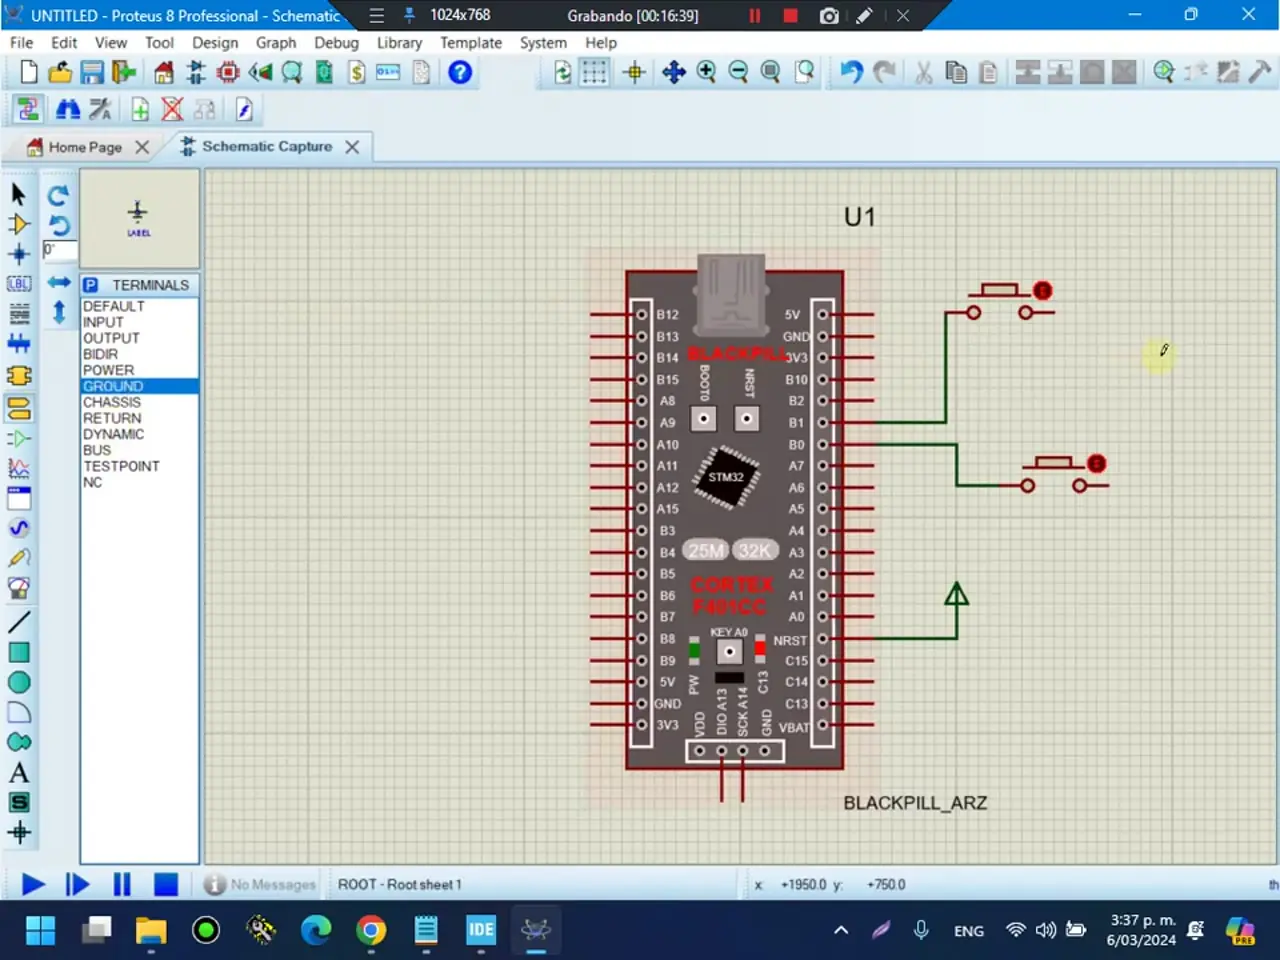 UNTITLED - Proteus 8 Professional - Schematic
1024x768
Grabando [00:16:39]
File Edit View Tool Design Graph Debug Library Template System Help
Home Page
Schematic Capture
0°
LABEL
P TERMINALS
DEFAULT
INPUT
OUTPUT
BIDIR
POWER
GROUND
CHASSIS
RETURN
DYNAMIC
BUS
TESTPOINT
NC
LBL
A
S
U1
B12
B13
B14
B15
A8
A9
A10
A11
A12
A15
B3
B4
B5
B6
B7
B8
B9
5V
GND
3V3
BLACKPILL
BOOT0
NRST
STM32
25M
32K
CORTEX
F401CC
KEY A0
PW
C13
VDD
DIO A13
SCK A14
GND
5V
GND
3V3
B10
B2
B1
B0
A7
A6
A5
A4
A3
A2
A1
A0
NRST
C15
C14
C13
VBAT
BLACKPILL_ARZ
No Messages
ROOT - Root sheet 1
x: +1950.0 y: +750.0
th
IDE
ENG
3:37 p. m.
6/03/2024
PRE